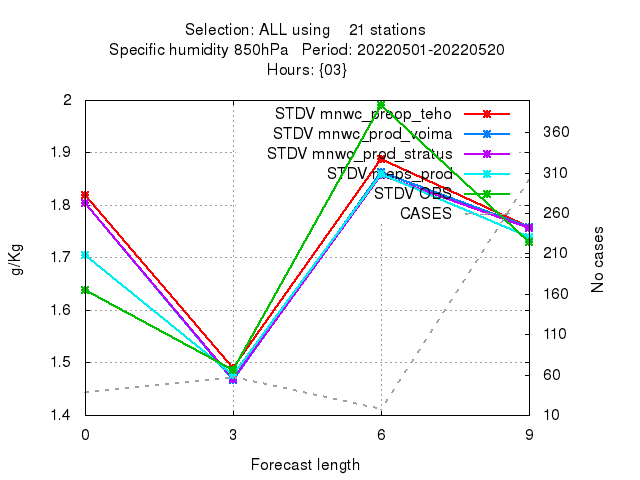 Selection: ALL using 21 stations
Specific humidity 850hPa Period: 20220501-20220520
Hours: {03}
STDV mnwc_preop_teho
STDV mnwc_prod_voima
STDV mnwc_prod_stratus
STDV meps_prod
STDV OBS
CASES
2
1.9
1.8
1.7
1.6
1.5
1.4
g/Kg
360
310
260
210
160
110
60
10
No cases
0 3 6 9
Forecast length